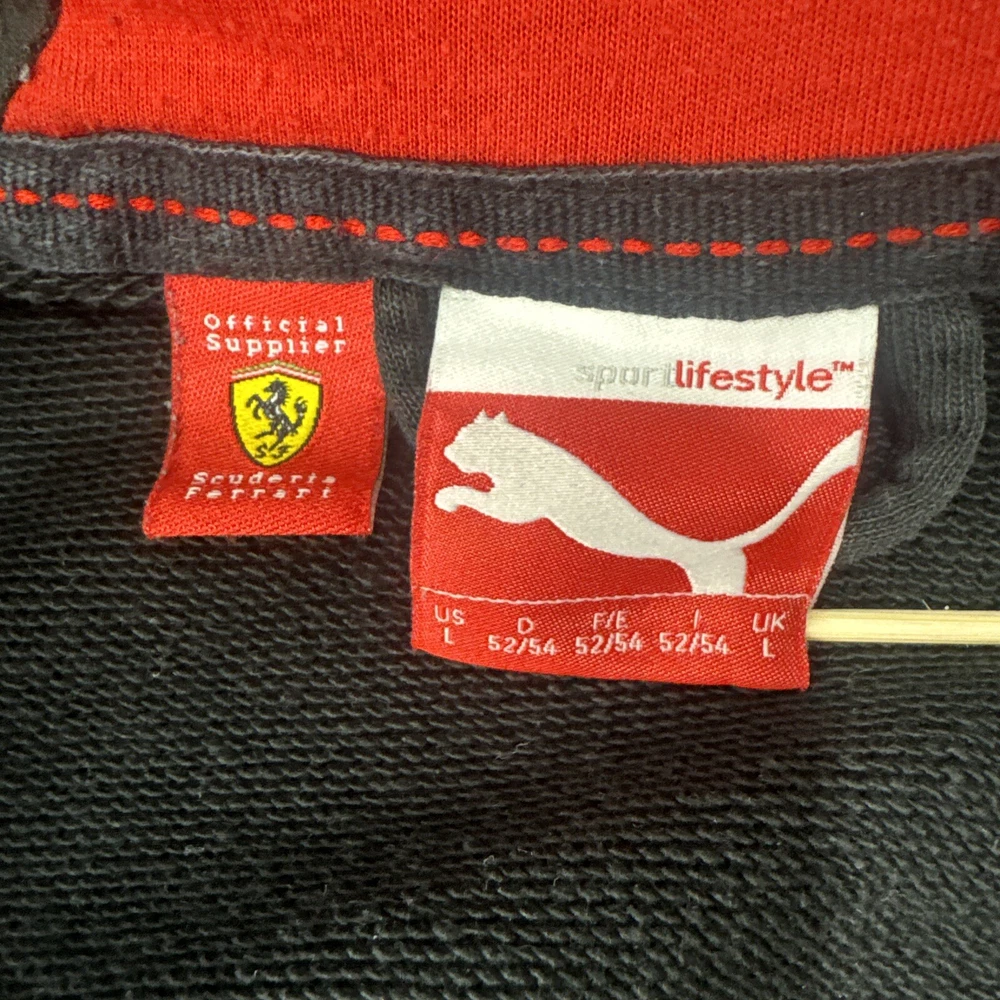 Official
Supplier
S F
Scuderia
Ferrari
sportlifestyle™
US D F/E I UK
L 52/54 52/54 52/54 L